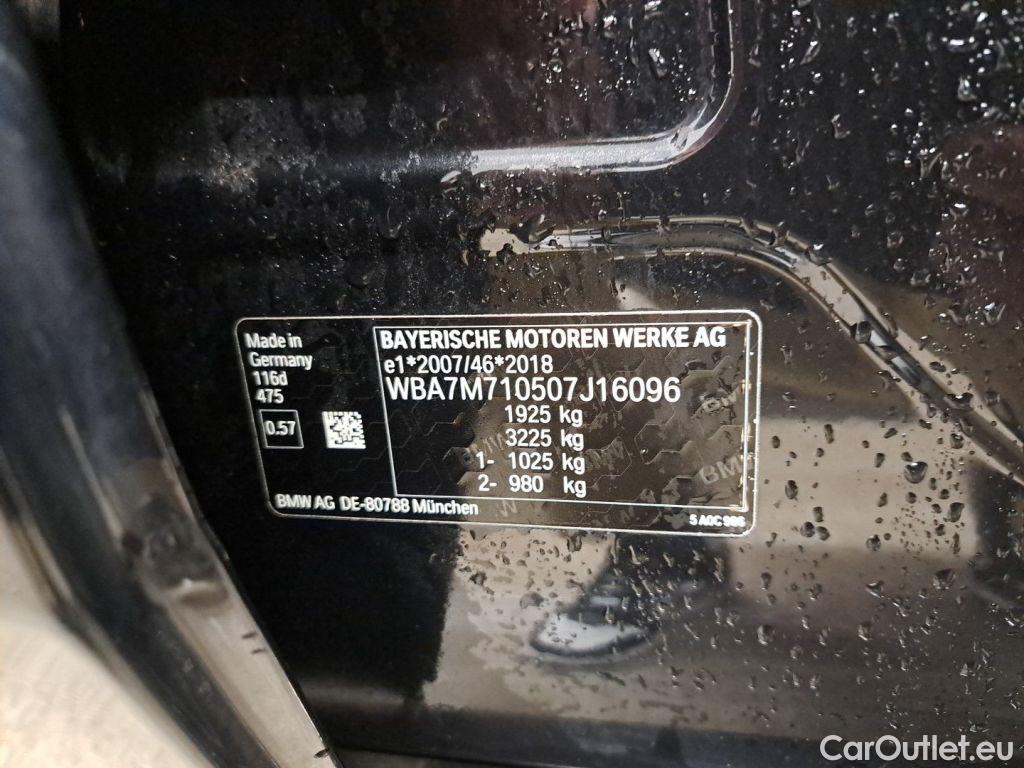 Made in
Germany
116d
475
0.57
BAYERISCHE MOTOREN WERKE AG
e1*2007/46*2018
WBA7M710507J16096
1925 kg
3225 kg
1- 1025 kg
2- 980 kg
BMW AG DE-80788 München
CarOutlet.eu